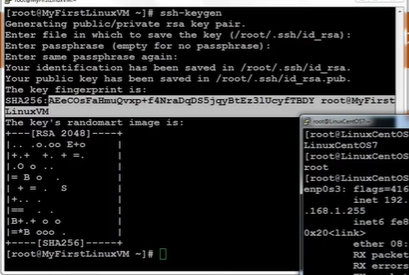 [root@MyFirstLinuxVM ~]# ssh-keygen
Generating public/private rsa key pair.
Enter file in which to save the key (/root/.ssh/id_rsa):
Enter passphrase (empty for no passphrase):
Enter same passphrase again:
Your identification has been saved in /root/.ssh/id_rsa.
Your public key has been saved in /root/.ssh/id_rsa.pub.
The key fingerprint is:
SHA256:AEeCOsFaHmuQvxp+f4NraDqDS5jqyBtEz3lUcyfTBDY root@MyFirst
LinuxVM
The key's randomart image is:
+---[RSA 2048]----+
|.. .o.oo E+o |
|+.+ +. + =. |
|.O o .. |
|= B o . |
| + = . S |
|+.. . |
|== . . |
|B+.+ o o |
|=*B ooo . |
+----[SHA256]-----+
[root@MyFirstLinuxVM ~]#
root@LinuxCentOS7:
[root@LinuxCentOS
LinuxCentOS7
[root@LinuxCentOS
root
[root@LinuxCentOS
enp0s3: flags=416
inet 192.
.168.1.255
inet6 fe8
0x20<link>
ether 08:
RX packet
RX errors